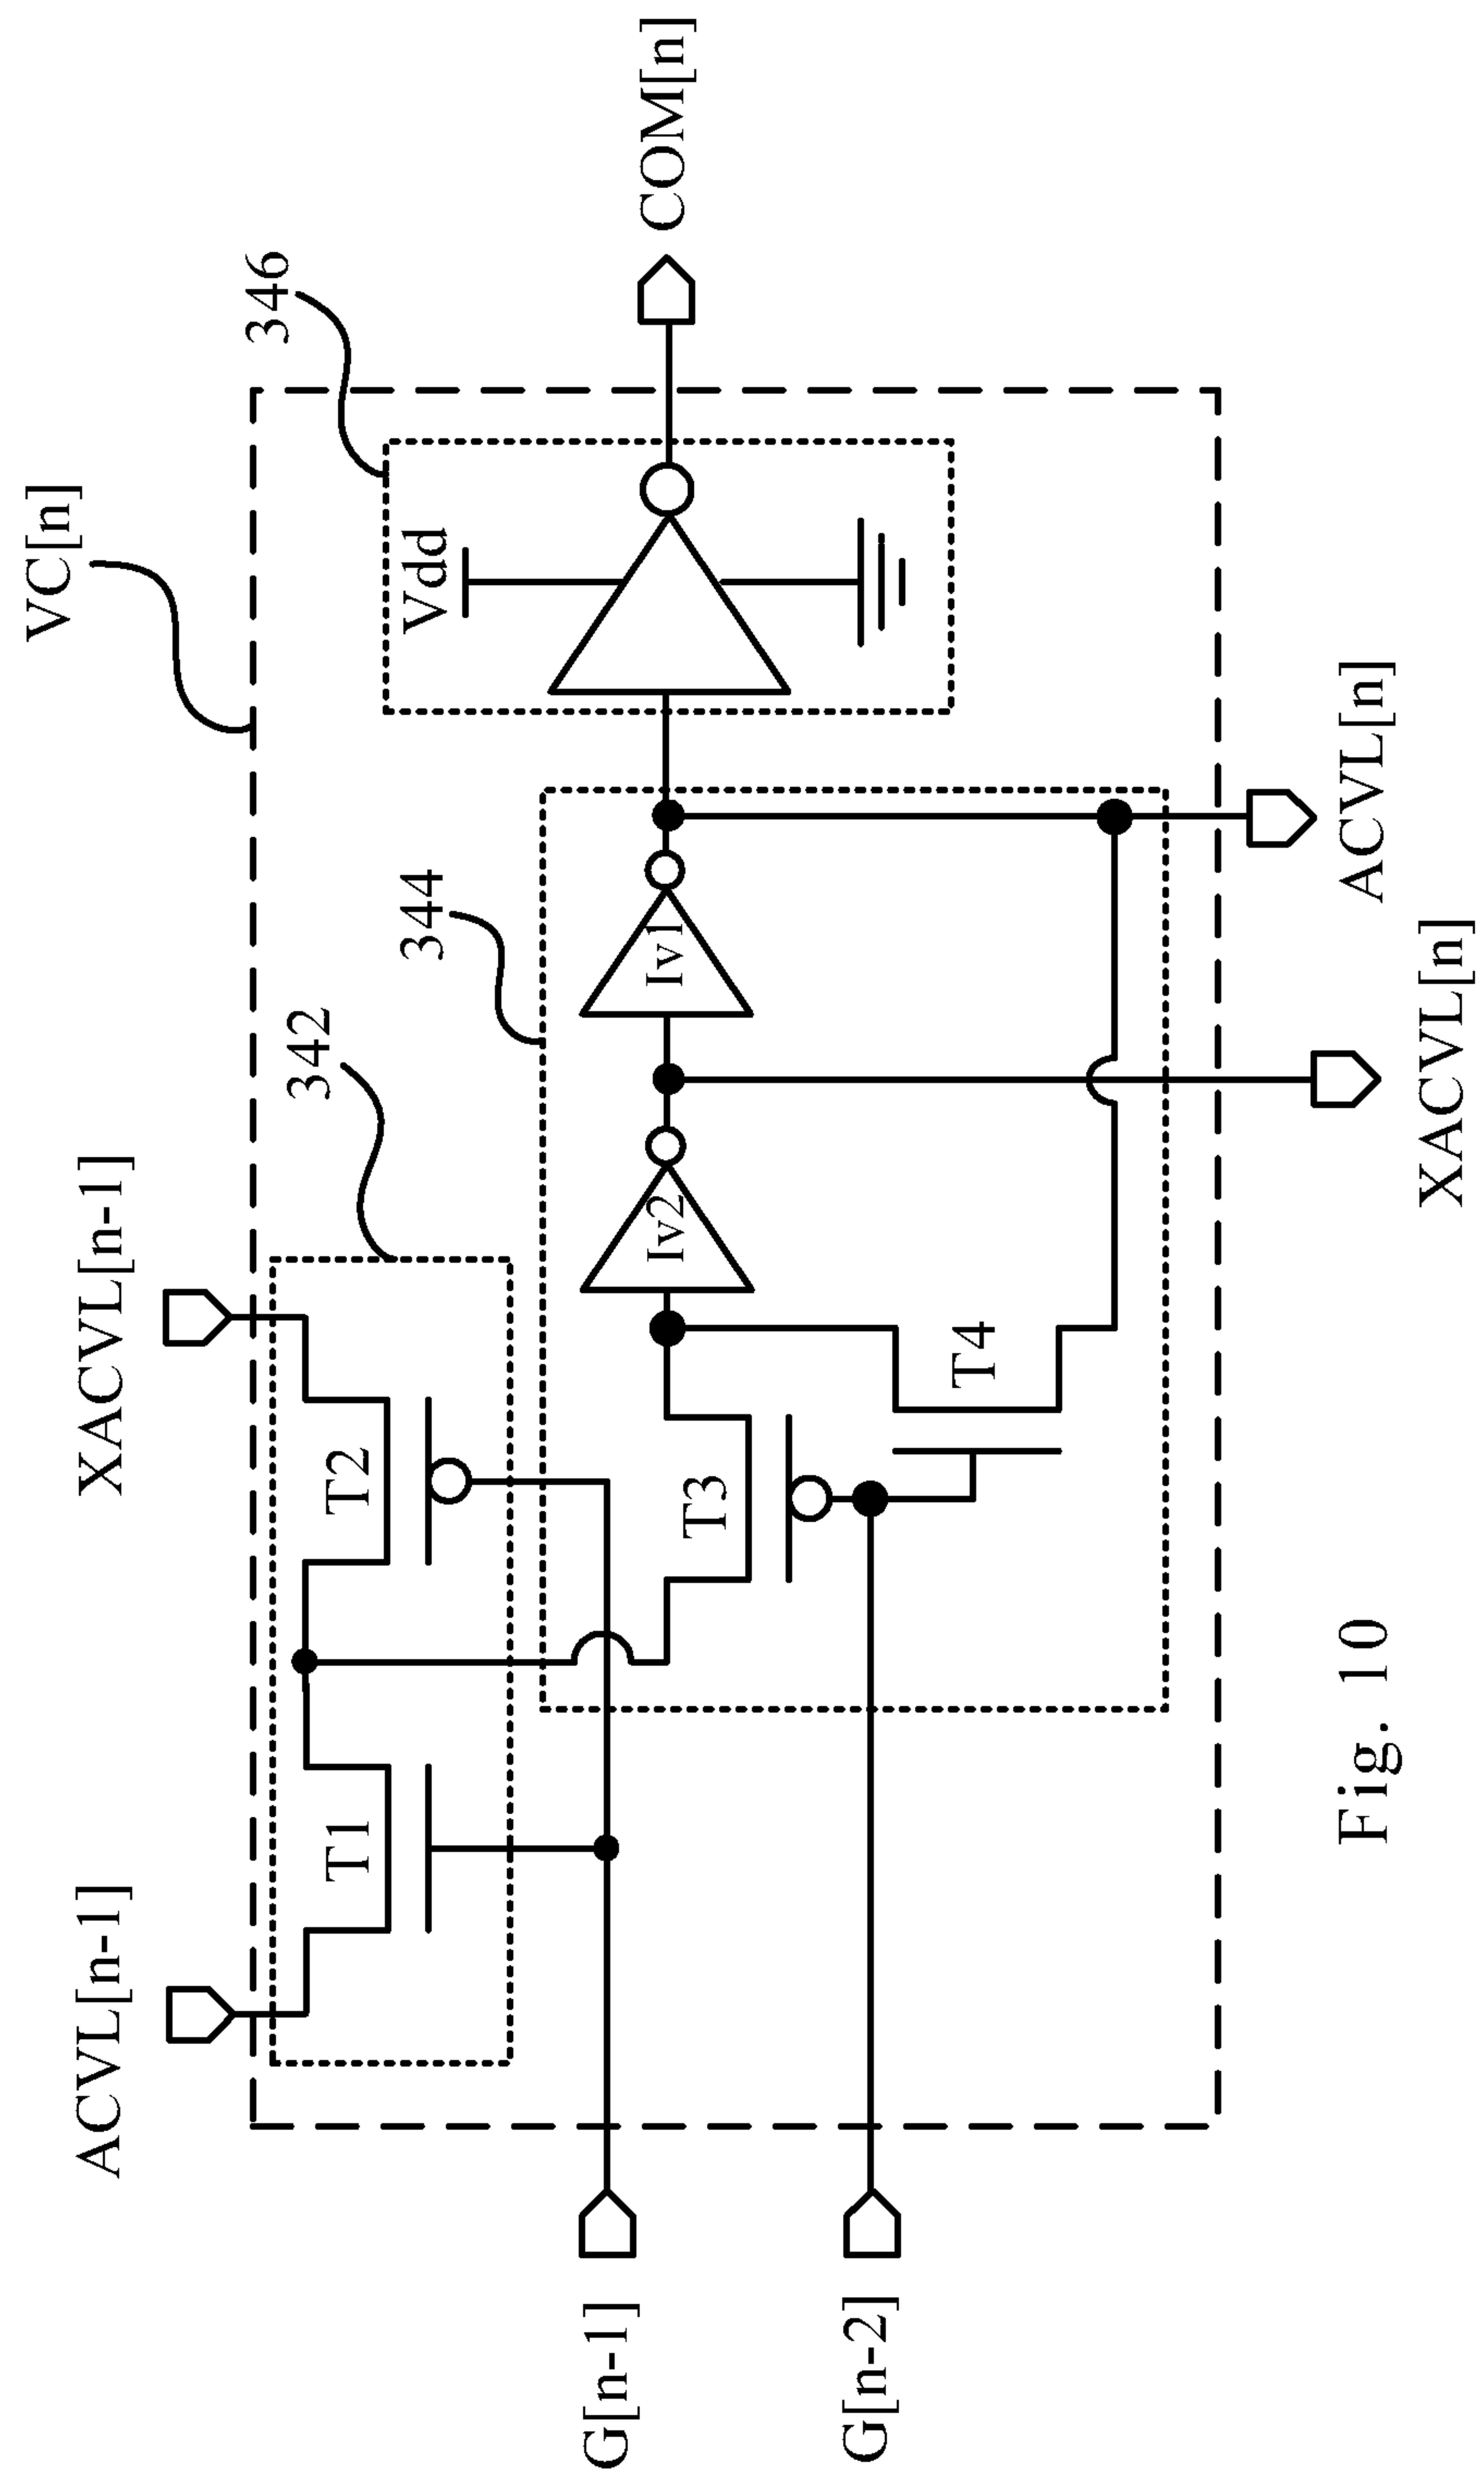 VC[n]
ACVL[n-1]
XACVL[n-1]
342
344
346
T1
T2
Vdd
G[n-1]
T3
Iv2
Iv1
COM[n]
G[n-2]
T4
ACVL[n]
XACVL[n]
Fig. 10